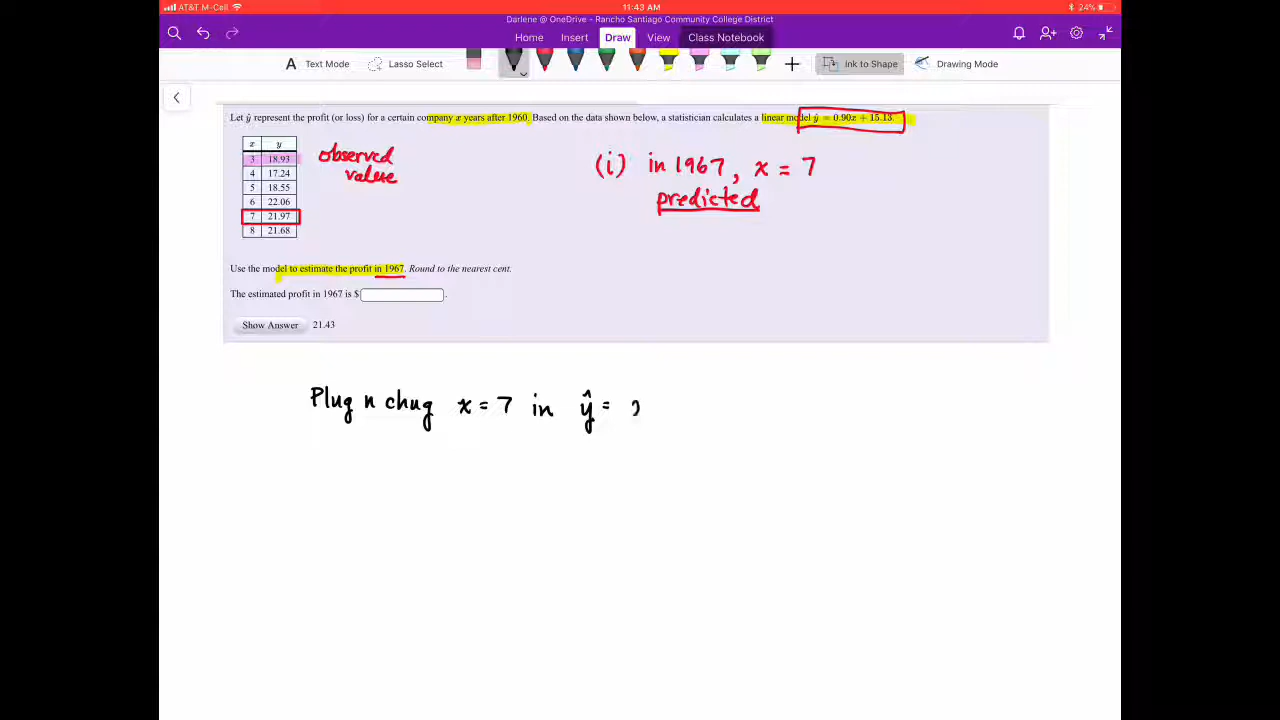 AT&T M-Cell 11:43 AM 24%
Darlene @ OneDrive - Rancho Santiago Community College District
Home Insert Draw View Class Notebook
A Text Mode Lasso Select Ink to Shape Drawing Mode
Let ŷ represent the profit (or loss) for a certain company x years after 1960. Based on the data shown below, a statistician calculates a linear model ŷ = 0.90x + 15.13.
x y
3 18.93
4 17.24
5 18.55
6 22.06
7 21.97
8 21.68
observed
value
(i) in 1967, x = 7
predicted
Use the model to estimate the profit in 1967. Round to the nearest cent.
The estimated profit in 1967 is $ .
Show Answer 21.43
Plug n chug x = 7 in ŷ =